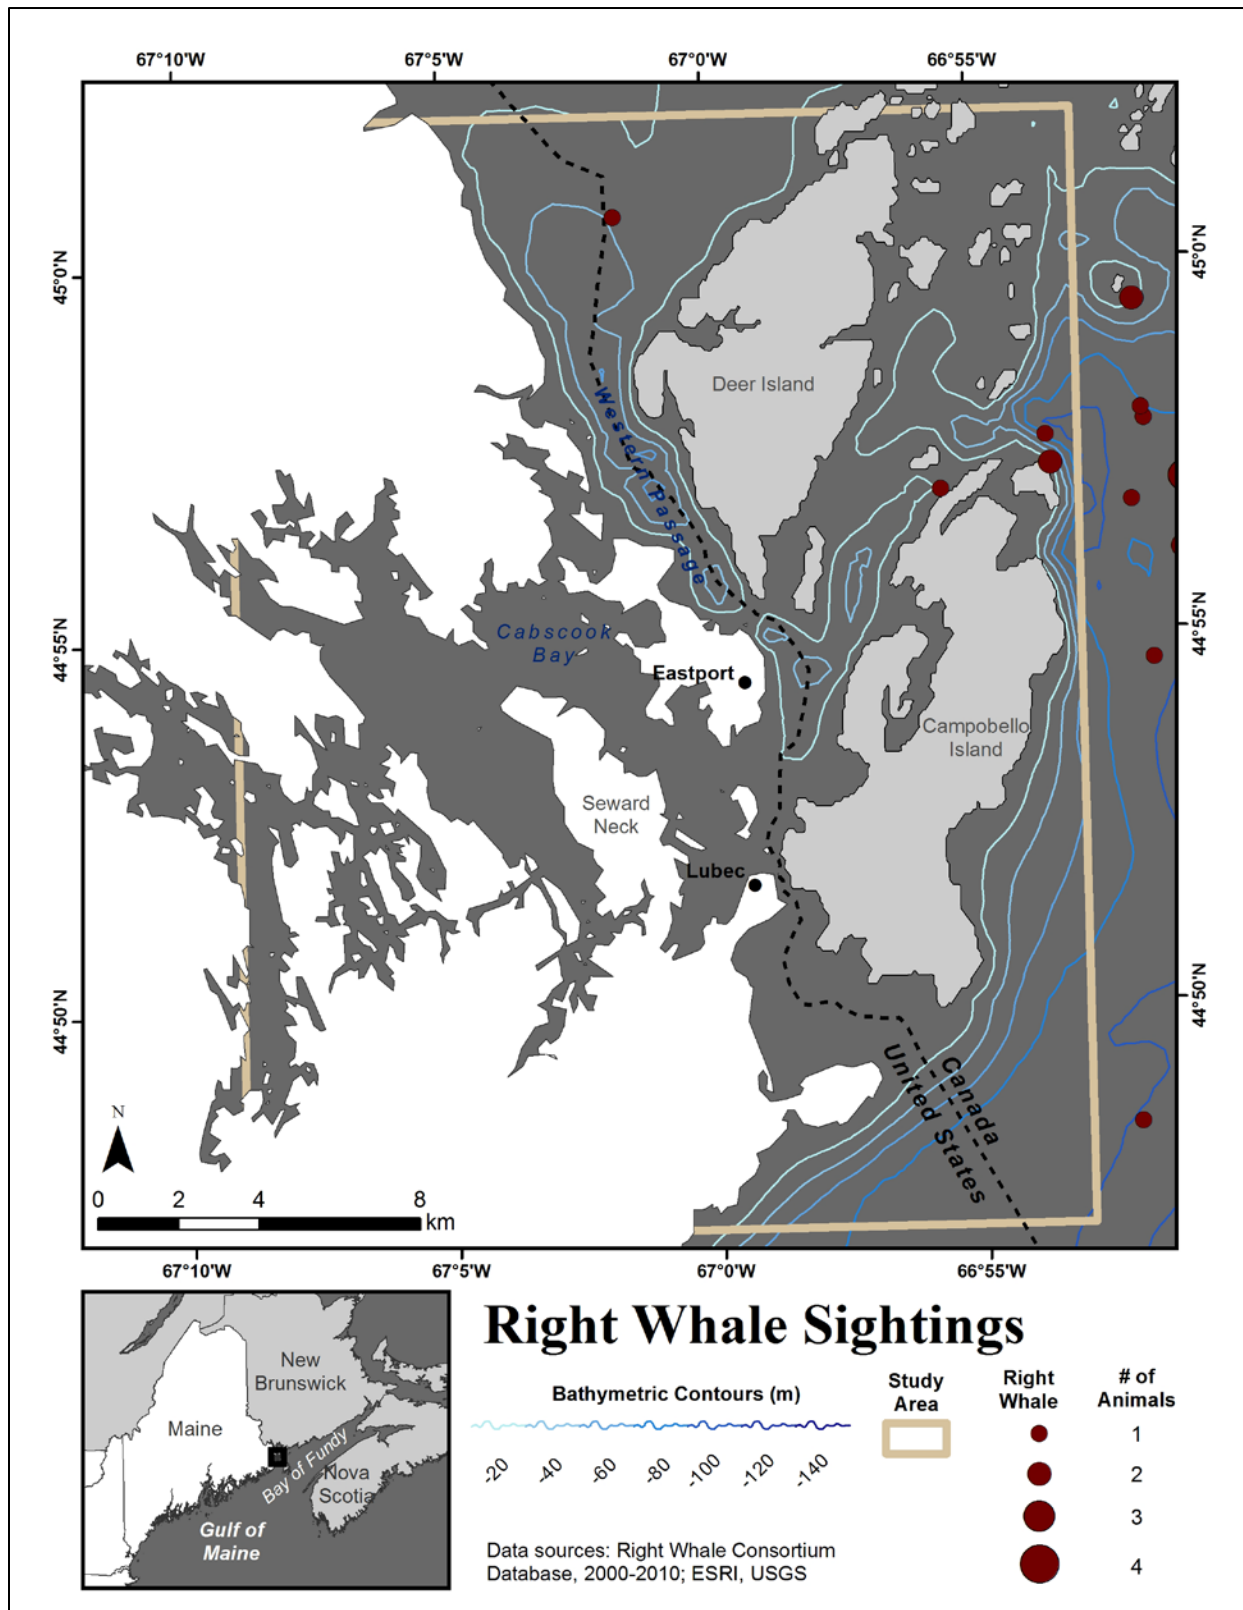 67°10'W 67°5'W 67°0'W 66°55'W
45°0'N
45°0'N
Deer Island
Western Passage
44°55'N
44°55'N
Cabscook
Bay
Eastport
Campobello
Island
Seward
Neck
Lubec
44°50'N
44°50'N
Canada
United States
N
0 2 4 8
km
67°10'W 67°5'W 67°0'W 66°55'W
New
Brunswick
Maine
Bay of Fundy
Nova
Scotia
Gulf of
Maine
Right Whale Sightings
Bathymetric Contours (m)
-20 -40 -60 -80 -100 -120 -140
Study
Area
Right
Whale
# of
Animals
1
2
3
4
Data sources: Right Whale Consortium
Database, 2000-2010; ESRI, USGS